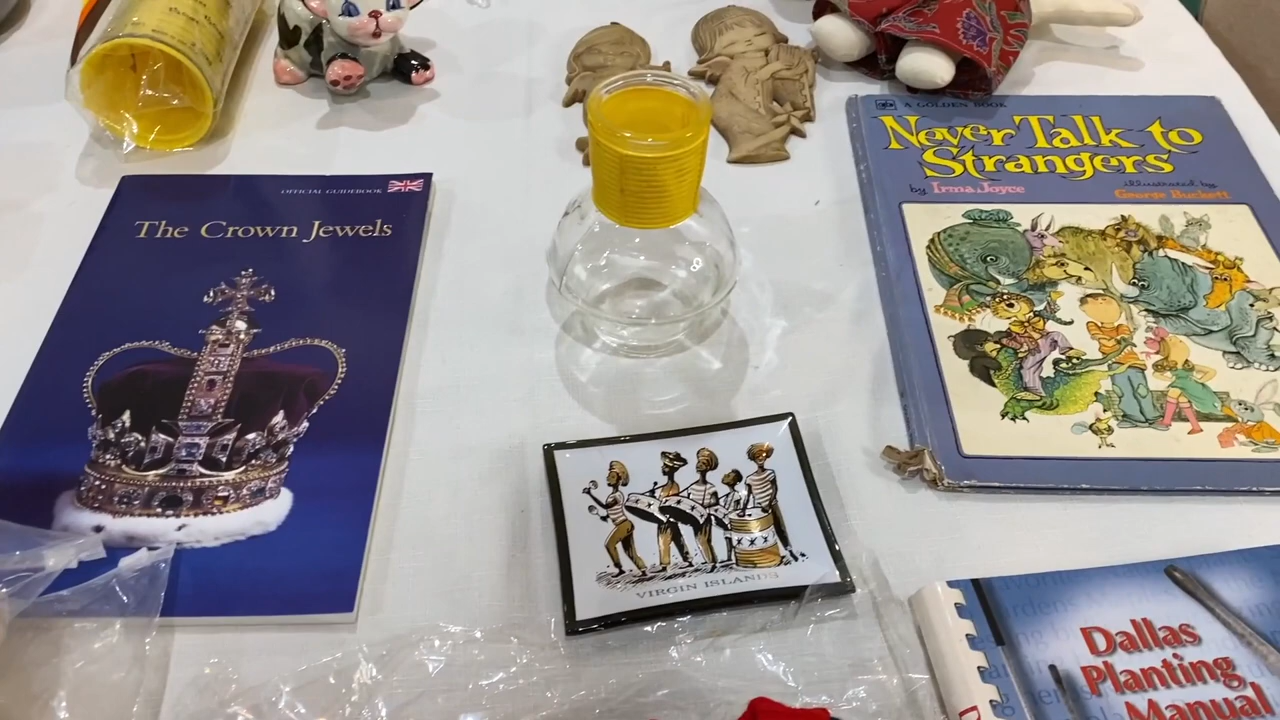 OFFICIAL GUIDEBOOK
The Crown Jewels
A GOLDEN BOOK
Never Talk to
Strangers
by Irma Joyce
illustrated by
George Buckett
VIRGIN ISLANDS
Dallas
Planting
Manual